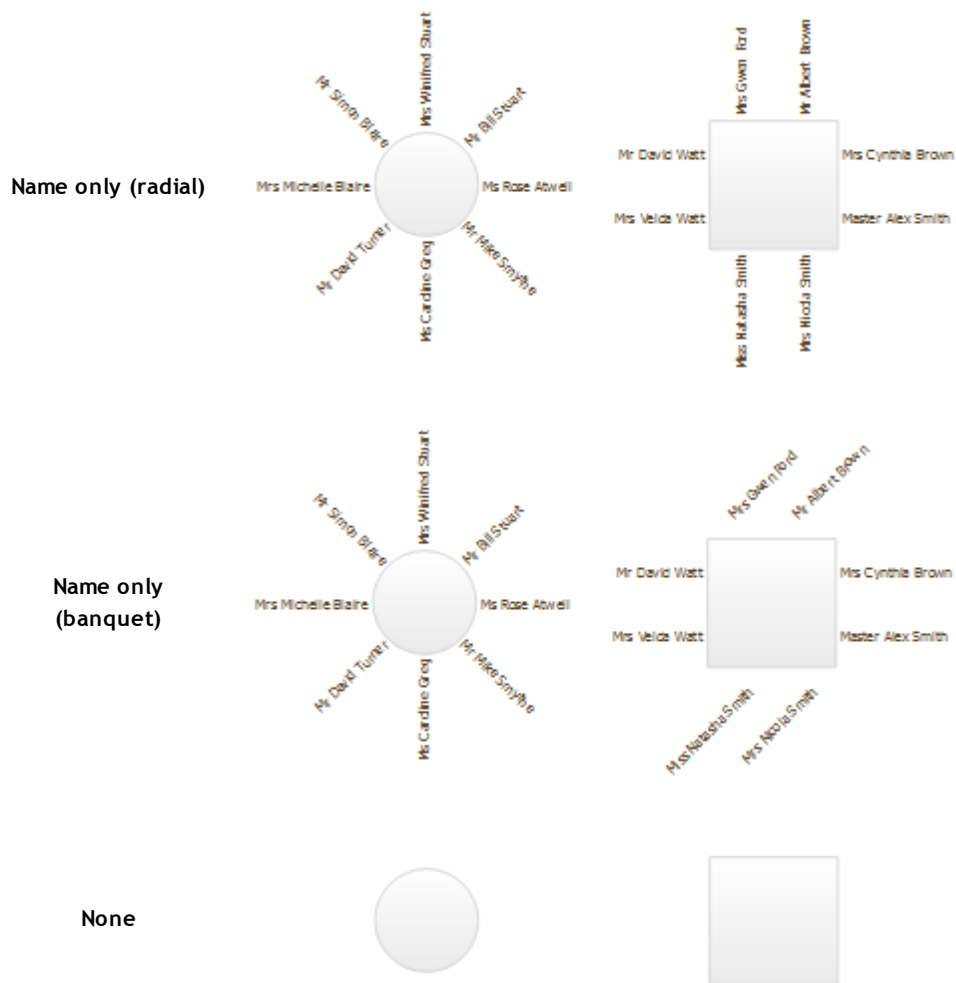 Mrs Winifred Stuart
Mr Simon Blaire
Mr Bill Stuart
Name only (radial)
Mrs Michelle Blaire
Ms Rose Atwell
Mr David Turner
Mr Mike Smythe
Ms Caroline Greg
Mrs Gwen Ford
Mr Albert Brown
Mr David Watt
Mrs Cynthia Brown
Mrs Velda Watt
Master Alex Smith
Miss Natasha Smith
Mrs Nicola Smith
Name only
(banquet)
Mrs Winifred Stuart
Mr Simon Blaire
Mr Bill Stuart
Mrs Michelle Blaire
Ms Rose Atwell
Mr David Turner
Mr Mike Smythe
Ms Caroline Greg
Mrs Gwen Ford
Mr Albert Brown
Mr David Watt
Mrs Cynthia Brown
Mrs Velda Watt
Master Alex Smith
Miss Natasha Smith
Mrs Nicola Smith
None